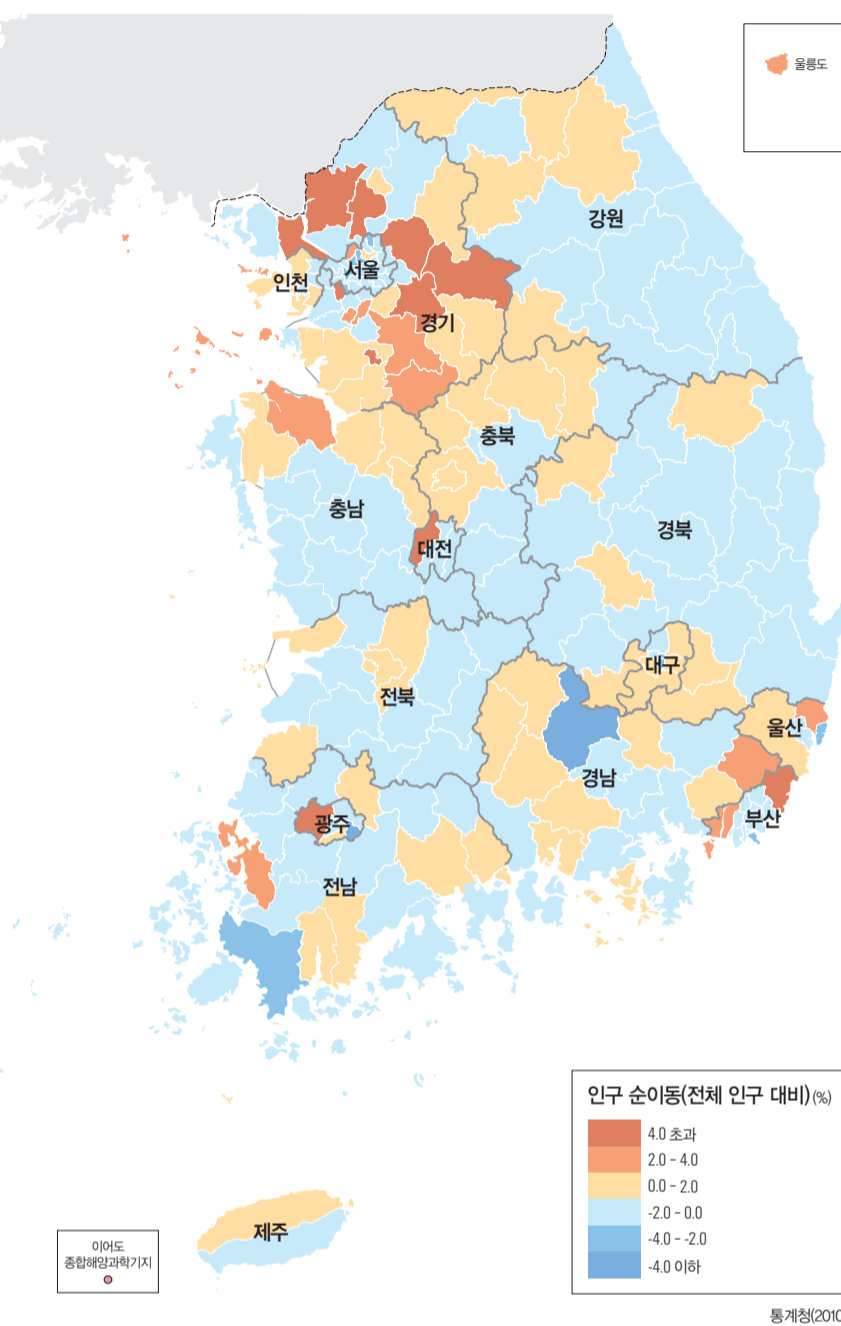 울릉도
강원
인천
서울
경기
충북
충남
대전
경북
전북
대구
울산
경남
부산
광주
전남
제주
이어도
종합해양과학기지
인구 순이동(전체 인구 대비)(%)
4.0 초과
2.0 - 4.0
0.0 - 2.0
-2.0 - 0.0
-4.0 - -2.0
-4.0 이하
통계청(2010